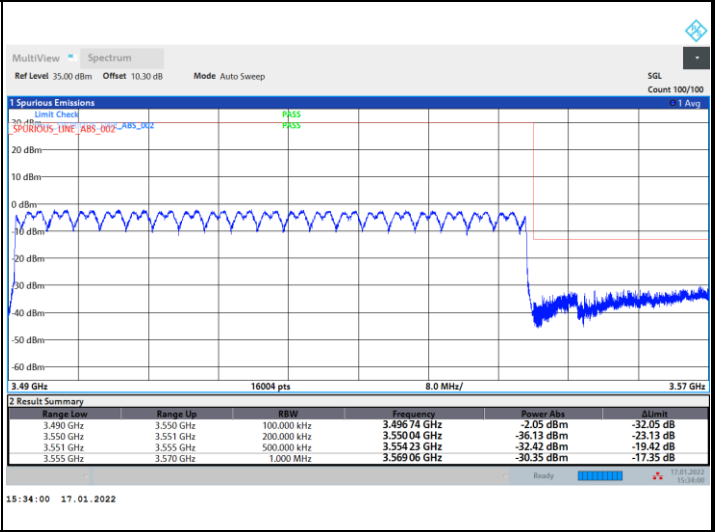 MultiView Spectrum
Ref Level 35.00 dBm Offset 10.30 dB Mode Auto Sweep SGL
Count 100/100
1 Spurious Emissions 1 Avg
Limit Check PASS
_SPURIOUS_LINE_ABS_002 PASS
20 dBm
10 dBm
0 dBm
-10 dBm
-20 dBm
-30 dBm
-40 dBm
-50 dBm
-60 dBm
3.49 GHz 16004 pts 8.0 MHz/ 3.57 GHz
2 Result Summary
Range Low Range Up RBW Frequency Power Abs ΔLimit
3.490 GHz 3.550 GHz 100.000 kHz 3.49674 GHz -2.05 dBm -32.05 dB
3.550 GHz 3.551 GHz 200.000 kHz 3.55004 GHz -36.13 dBm -23.13 dB
3.551 GHz 3.555 GHz 500.000 kHz 3.55423 GHz -32.42 dBm -19.42 dB
3.555 GHz 3.570 GHz 1.000 MHz 3.56906 GHz -30.35 dBm -17.35 dB
Ready 17.01.2022
15:34:00
15:34:00 17.01.2022